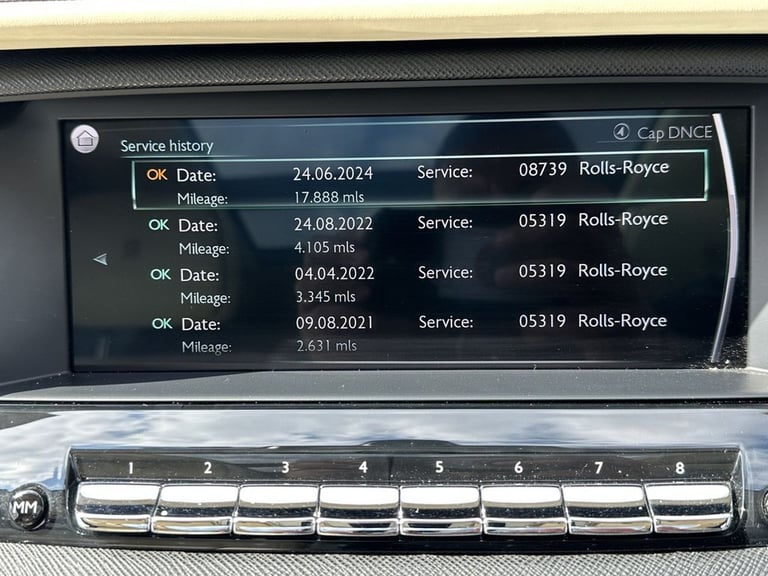 Cap DNCE
Service history
OK Date: 24.06.2024 Service: 08739 Rolls-Royce
Mileage: 17.888 mls
OK Date: 24.08.2022 Service: 05319 Rolls-Royce
Mileage: 4.105 mls
OK Date: 04.04.2022 Service: 05319 Rolls-Royce
Mileage: 3.345 mls
OK Date: 09.08.2021 Service: 05319 Rolls-Royce
Mileage: 2.631 mls
1 2 3 4 5 6 7 8
MM